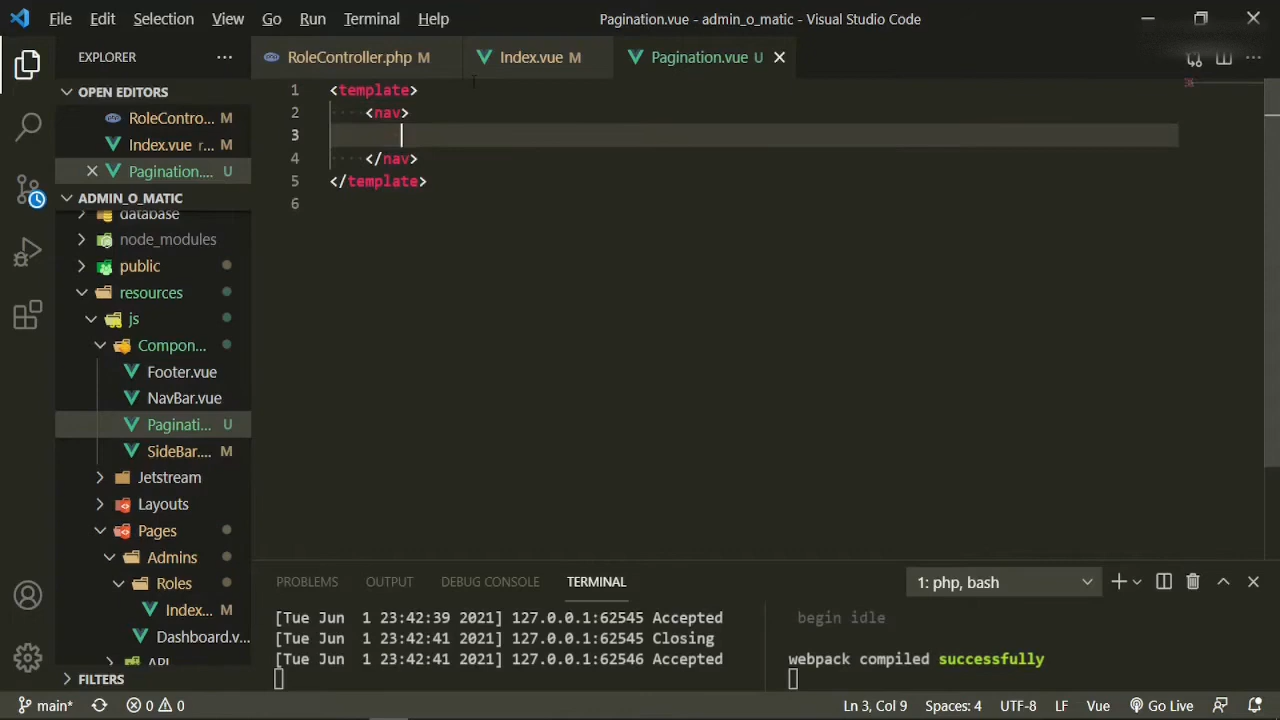 File Edit Selection View Go Run Terminal Help Pagination.vue - admin_o_matic - Visual Studio Code
EXPLORER
RoleController.php M
Index.vue M
Pagination.vue U
OPEN EDITORS
RoleContro... M
Index.vue r... M
Pagination.... U
ADMIN_O_MATIC
database
node_modules
public
resources
js
Compon...
Footer.vue
NavBar.vue
Paginati... U
SideBar.... M
Jetstream
Layouts
Pages
Admins
Roles
Index... M
Dashboard.v...
API
FILTERS
1 <template>
2 <nav>
3
4 </nav>
5 </template>
6
PROBLEMS OUTPUT DEBUG CONSOLE TERMINAL 1: php, bash
[Tue Jun 1 23:42:39 2021] 127.0.0.1:62545 Accepted
[Tue Jun 1 23:42:41 2021] 127.0.0.1:62545 Closing
[Tue Jun 1 23:42:41 2021] 127.0.0.1:62546 Accepted
begin idle
webpack compiled successfully
main* 0 0 Ln 3, Col 9 Spaces: 4 UTF-8 LF Vue Go Live